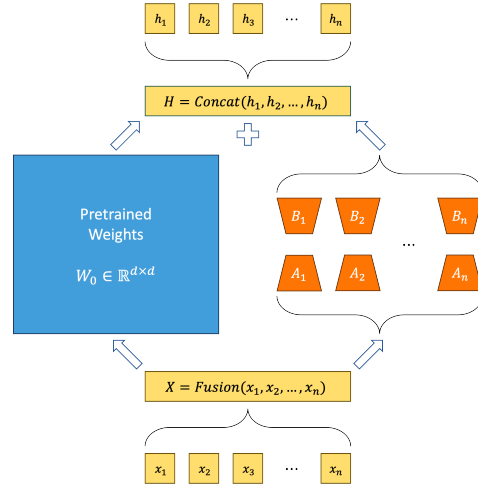 h₁ h₂ h₃ ... hₙ
H = Concat(h₁, h₂, ..., hₙ)
Pretrained
Weights
W₀ ∈ ℝᵈˣᵈ
B₁ B₂ Bₙ
...
A₁ A₂ Aₙ
X = Fusion(x₁, x₂, ..., xₙ)
x₁ x₂ x₃ ... xₙ